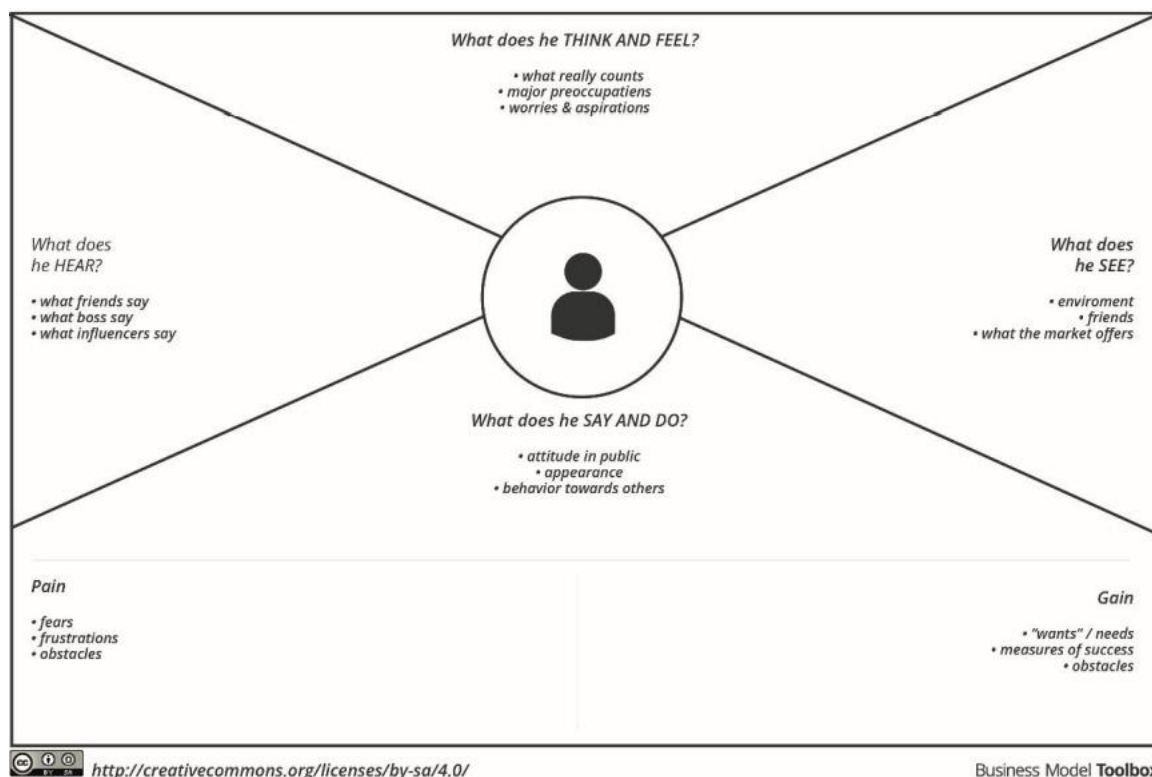 What does he THINK AND FEEL?
• what really counts
• major preoccupatiens
• worries & aspirations
What does
he HEAR?
• what friends say
• what boss say
• what influencers say
What does
he SEE?
• enviroment
• friends
• what the market offers
What does he SAY AND DO?
• attitude in public
• appearance
• behavior towards others
Pain
• fears
• frustrations
• obstacles
Gain
• "wants" / needs
• measures of success
• obstacles
cc BY SA
http://creativecommons.org/licenses/by-sa/4.0/
Business Model Toolbox